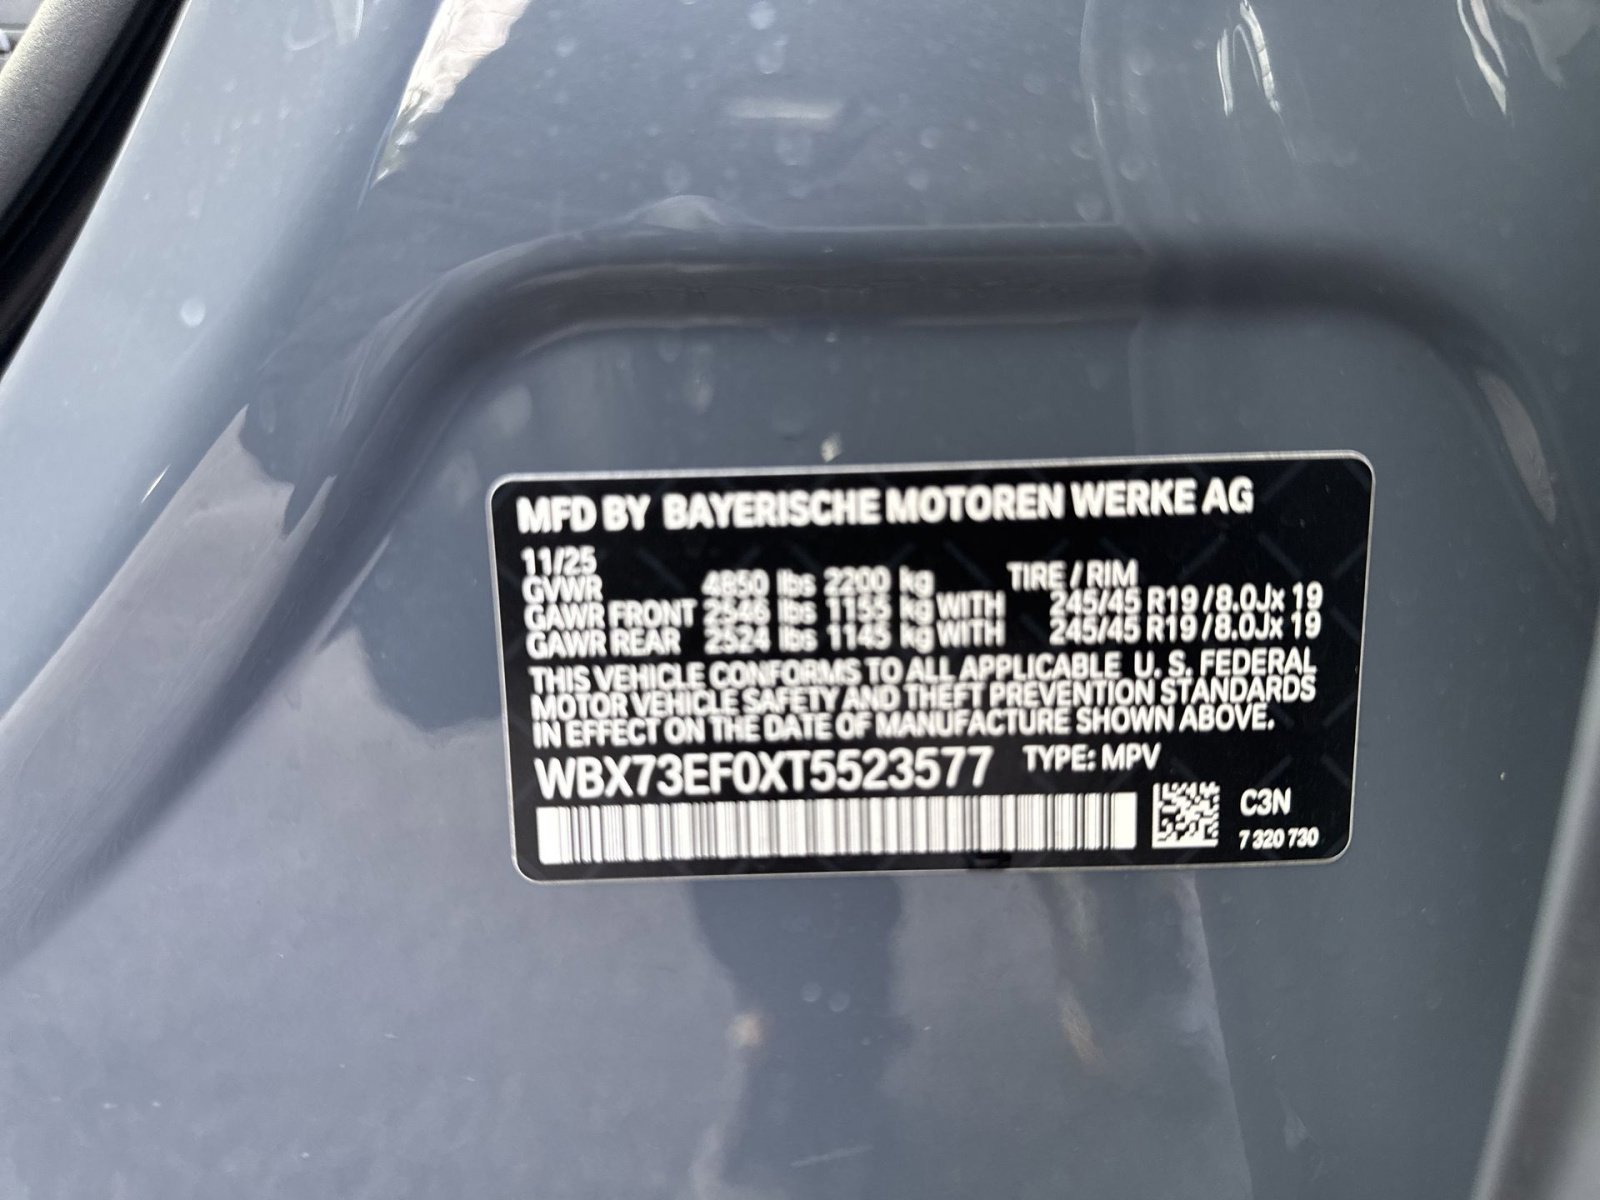 MFD BY BAYERISCHE MOTOREN WERKE AG
11/25
GVWR 4850 lbs 2200 kg TIRE / RIM
GAWR FRONT 2546 lbs 1155 kg WITH 245/45 R19 / 8.0Jx 19
GAWR REAR 2524 lbs 1145 kg WITH 245/45 R19 / 8.0Jx 19
THIS VEHICLE CONFORMS TO ALL APPLICABLE U. S. FEDERAL
MOTOR VEHICLE SAFETY AND THEFT PREVENTION STANDARDS
IN EFFECT ON THE DATE OF MANUFACTURE SHOWN ABOVE.
WBX73EF0XT5523577 TYPE: MPV
C3N
7 320 730